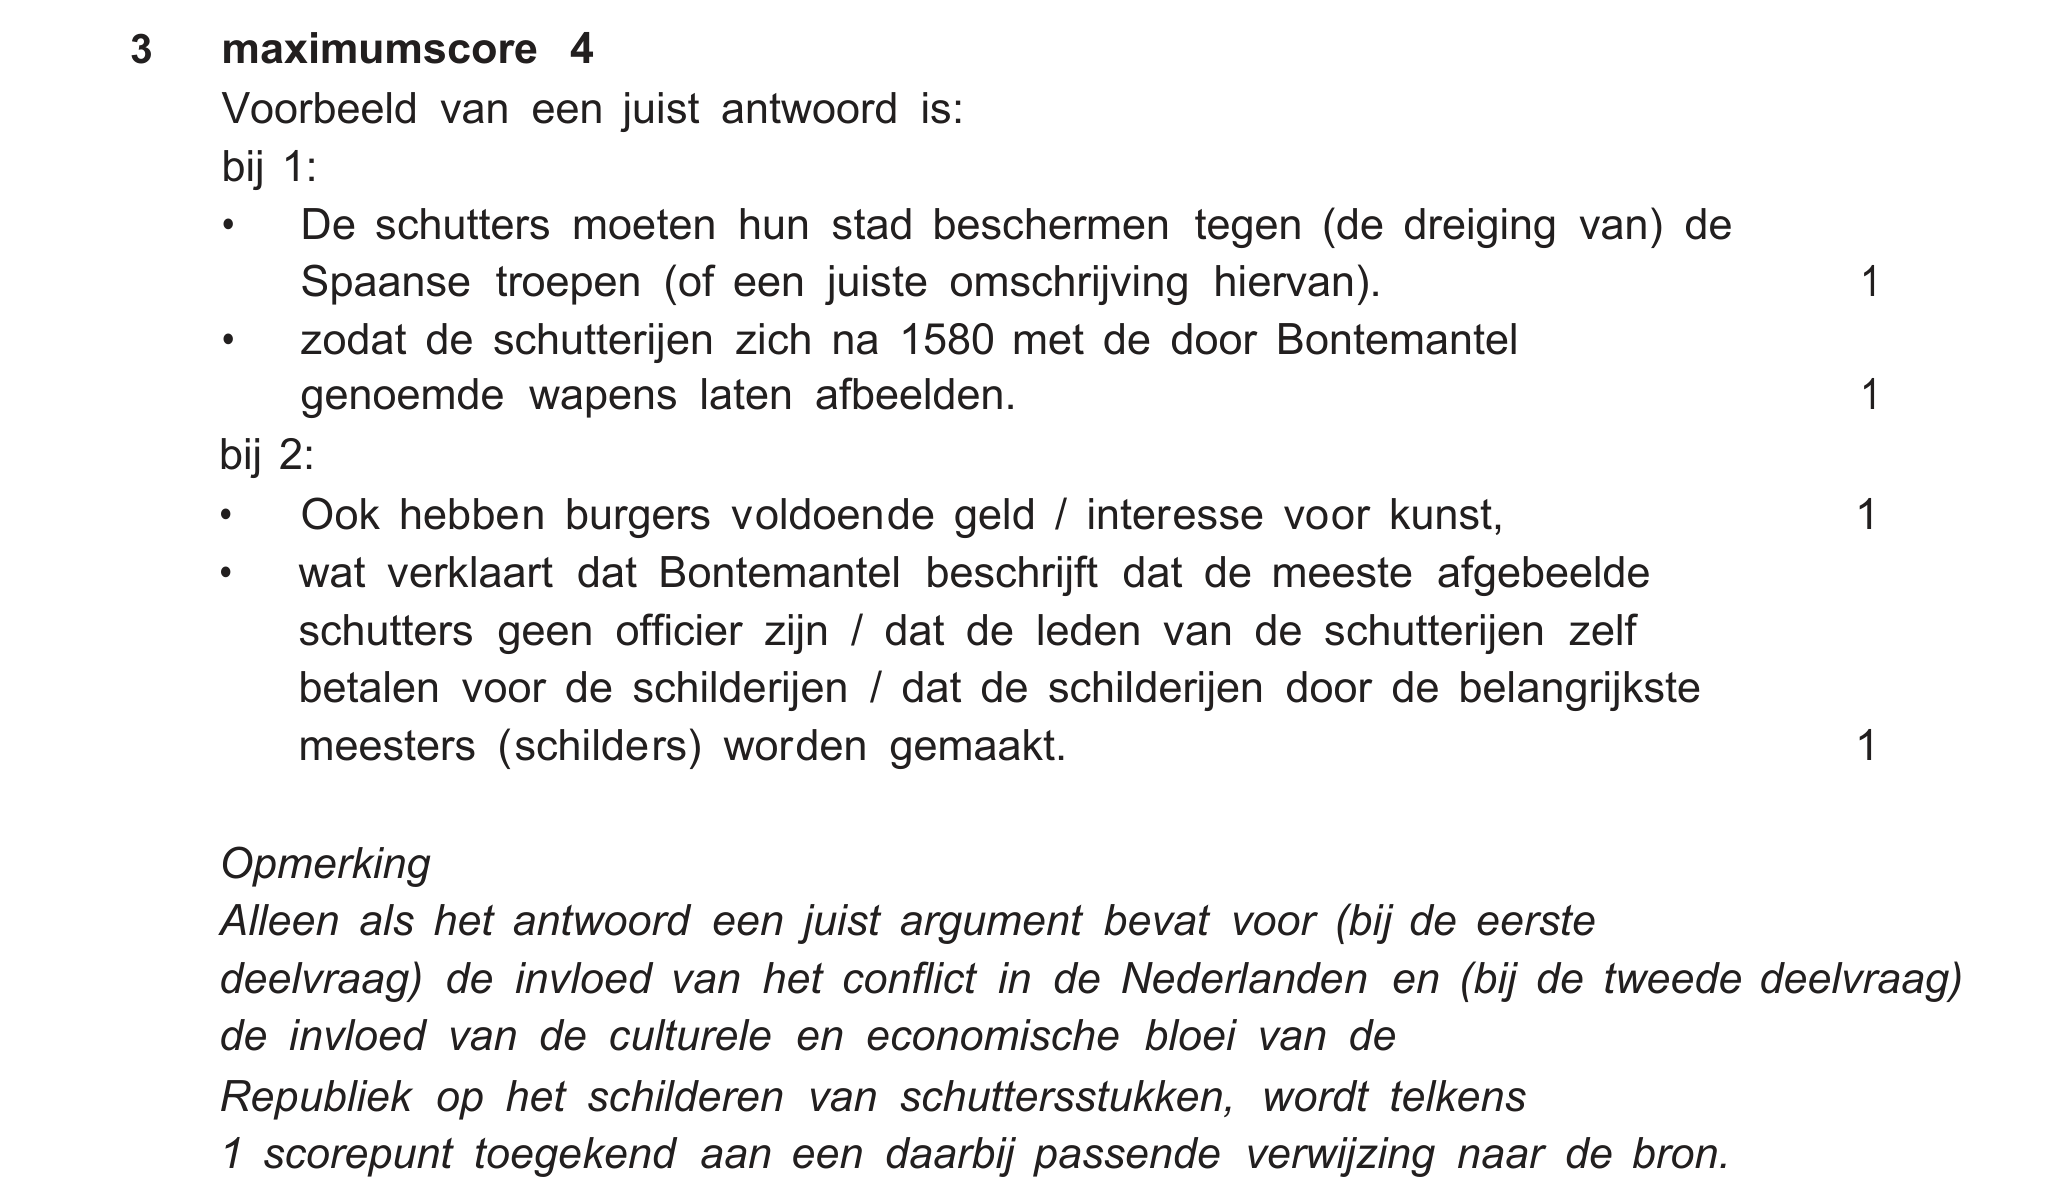 3 maximumscore 4
Voorbeeld van een juist antwoord is:
bij 1:
• De schutters moeten hun stad beschermen tegen (de dreiging van) de
Spaanse troepen (of een juiste omschrijving hiervan). 1
• zodat de schutterijen zich na 1580 met de door Bontemantel
genoemde wapens laten afbeelden. 1
bij 2:
• Ook hebben burgers voldoende geld / interesse voor kunst, 1
• wat verklaart dat Bontemantel beschrijft dat de meeste afgebeelde
schutters geen officier zijn / dat de leden van de schutterijen zelf
betalen voor de schilderijen / dat de schilderijen door de belangrijkste
meesters (schilders) worden gemaakt. 1
Opmerking
Alleen als het antwoord een juist argument bevat voor (bij de eerste
deelvraag) de invloed van het conflict in de Nederlanden en (bij de tweede deelvraag)
de invloed van de culturele en economische bloei van de
Republiek op het schilderen van schuttersstukken, wordt telkens
1 scorepunt toegekend aan een daarbij passende verwijzing naar de bron.